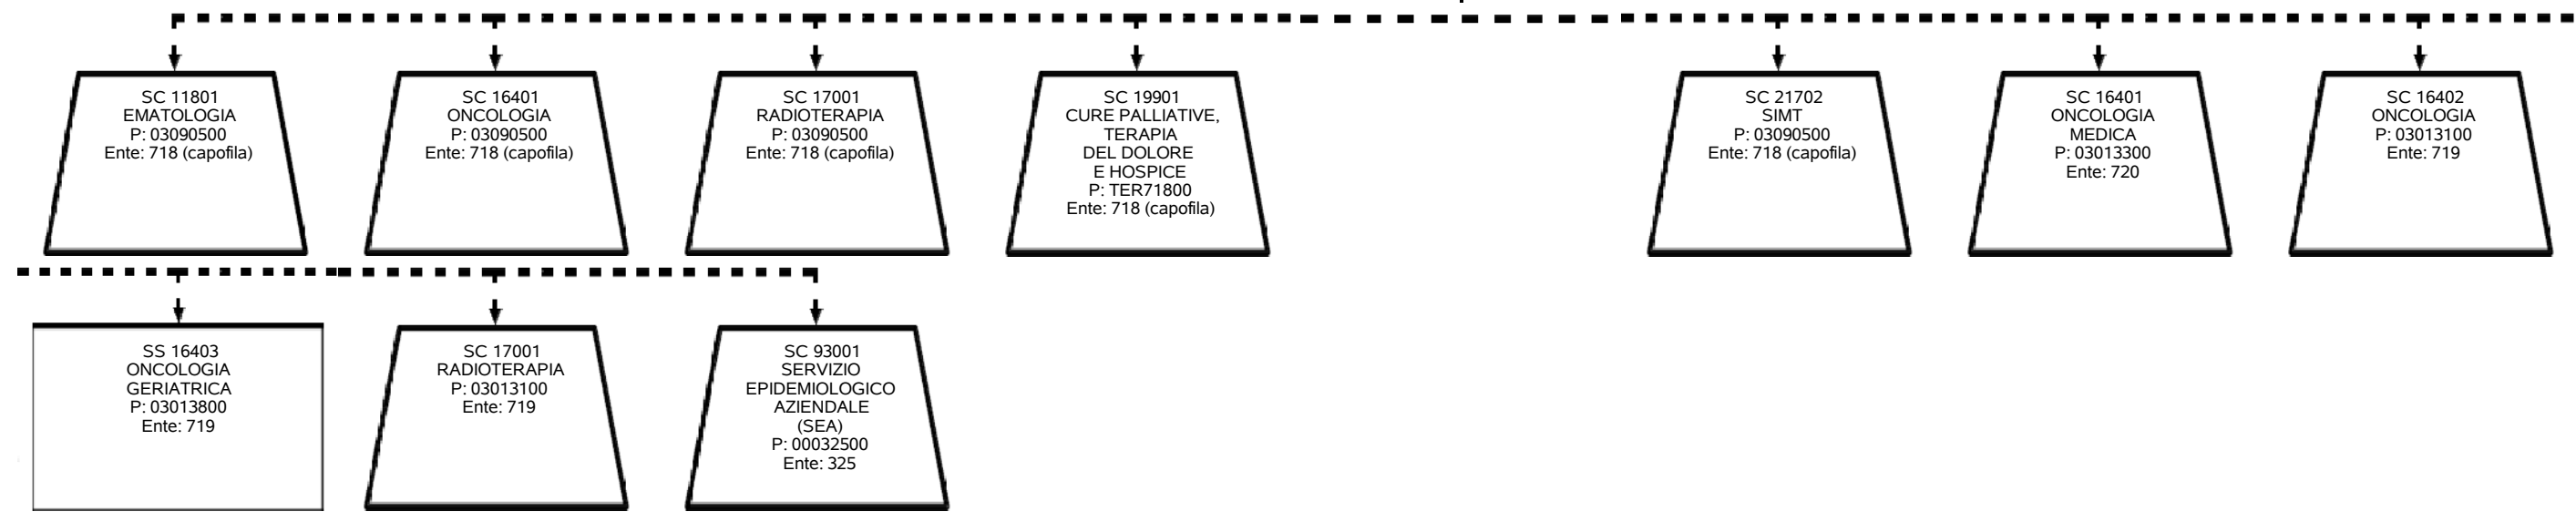 SC 11801
EMATOLOGIA
P: 03090500
Ente: 718 (capofila)
SC 16401
ONCOLOGIA
P: 03090500
Ente: 718 (capofila)
SC 17001
RADIOTERAPIA
P: 03090500
Ente: 718 (capofila)
SC 19901
CURE PALLIATIVE,
TERAPIA
DEL DOLORE
E HOSPICE
P: TER71800
Ente: 718 (capofila)
SC 21702
SIMT
P: 03090500
Ente: 718 (capofila)
SC 16401
ONCOLOGIA
MEDICA
P: 03013300
Ente: 720
SC 16402
ONCOLOGIA
P: 03013100
Ente: 719
SS 16403
ONCOLOGIA
GERIATRICA
P: 03013800
Ente: 719
SC 17001
RADIOTERAPIA
P: 03013100
Ente: 719
SC 93001
SERVIZIO
EPIDEMIOLOGICO
AZIENDALE
(SEA)
P: 00032500
Ente: 325